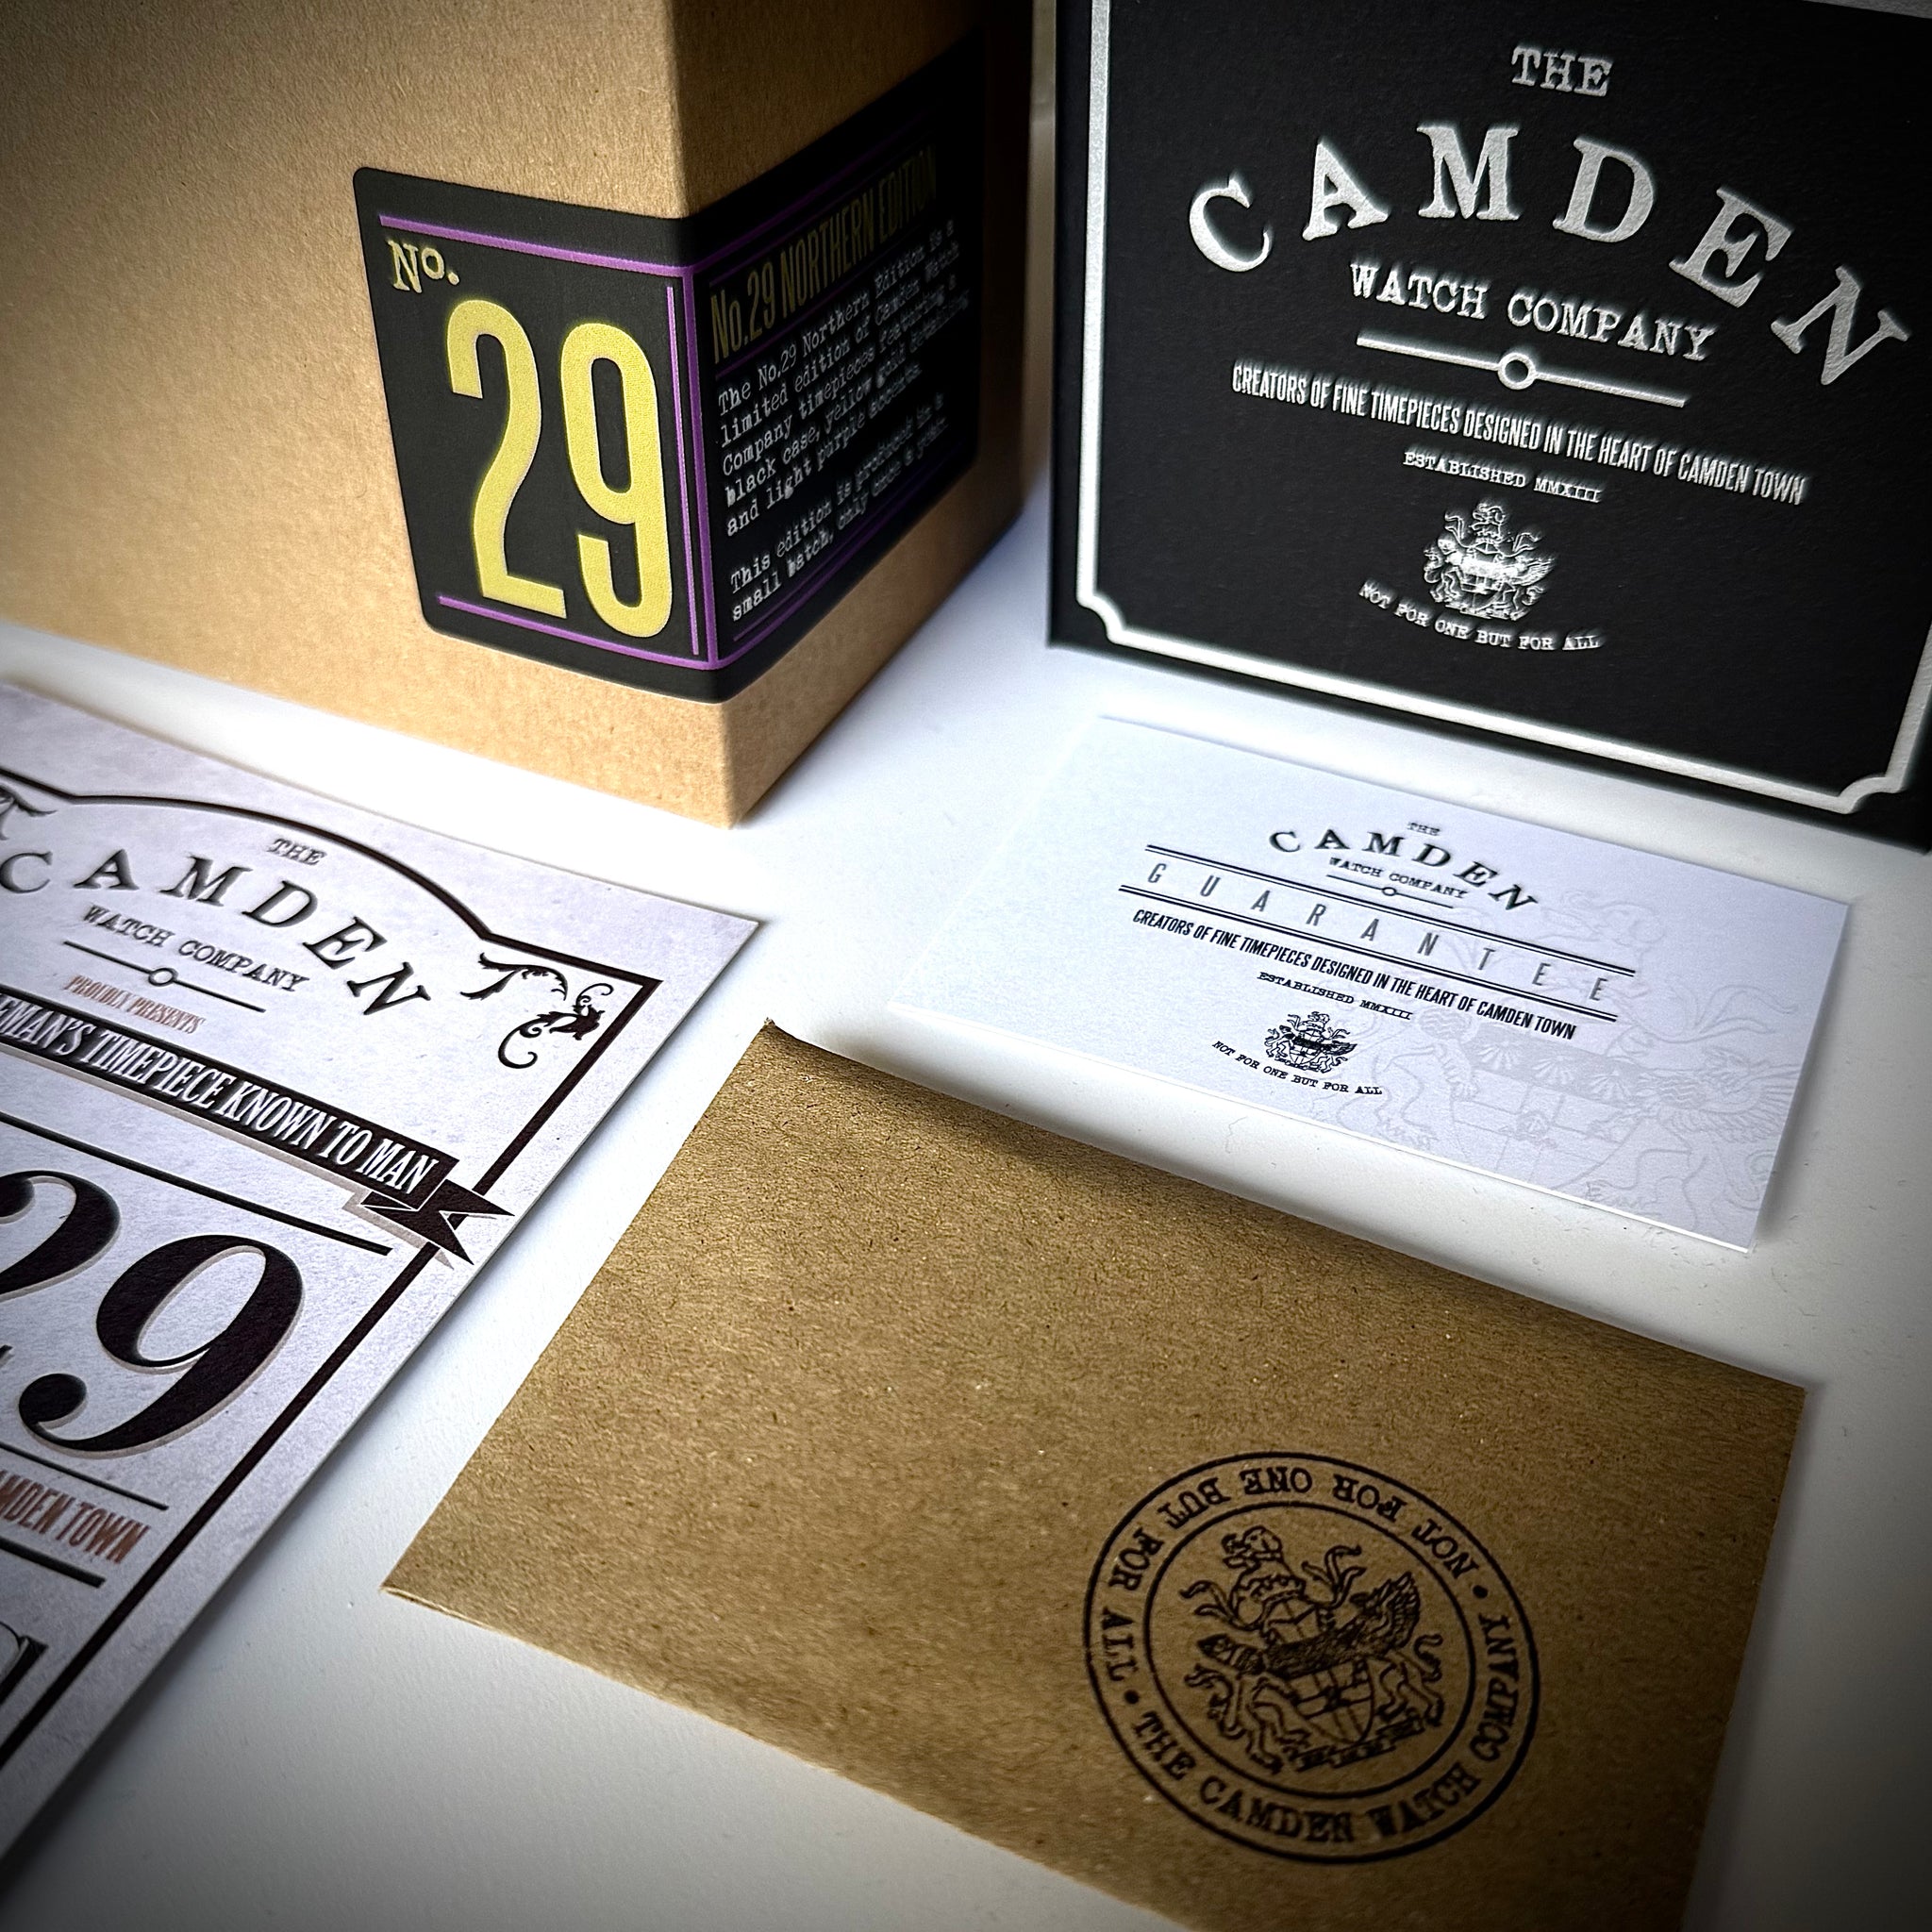 No.
29
No.29 NORTHERN EDITION
The No.29 Northern Edition is a
limited edition of Camden Watch
Company timepieces featuring a
black case, yellow gold detailing
and light purple accents.
This edition is produced in a
small batch, only once a year.
THE
CAMDEN
WATCH COMPANY
CREATORS OF FINE TIMEPIECES DESIGNED IN THE HEART OF CAMDEN TOWN
ESTABLISHED MMXIII
NOT FOR ONE BUT FOR ALL
THE
CAMDEN
WATCH COMPANY
PROUDLY PRESENTS
EMAN'S TIMEPIECE KNOWN TO MAN
29
AMDEN TOWN
THE
CAMDEN
WATCH COMPANY
GUARANTEE
CREATORS OF FINE TIMEPIECES DESIGNED IN THE HEART OF CAMDEN TOWN
ESTABLISHED MMXIII
NOT FOR ONE BUT FOR ALL
• THE CAMDEN WATCH COMPANY •
NOT FOR ONE BUT FOR ALL